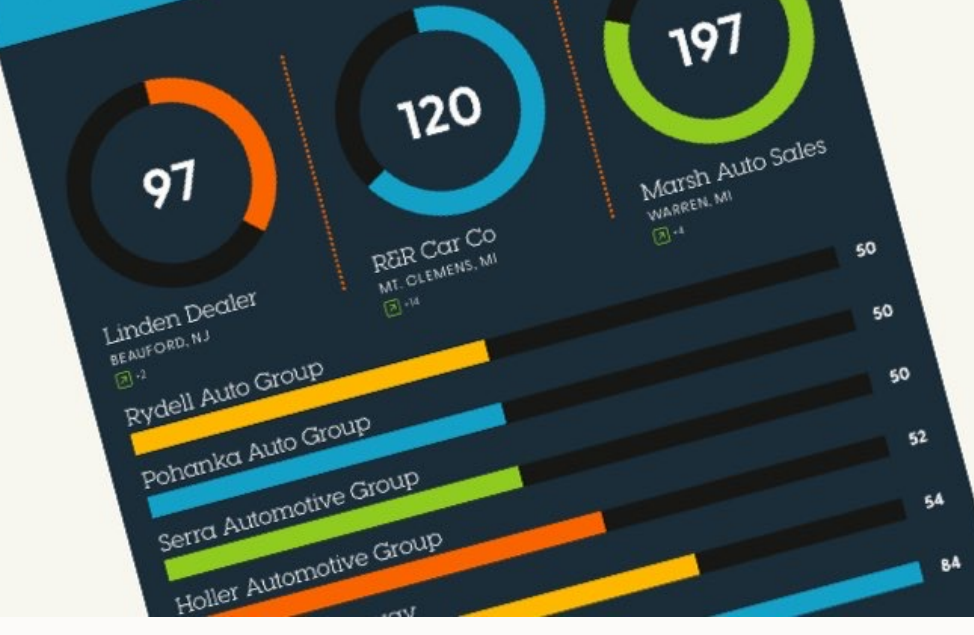 97
Linden Dealer
BEAUFORD, NJ
+2
120
R&R Car Co
MT. CLEMENS, MI
+14
197
Marsh Auto Sales
WARREN, MI
+4
Rydell Auto Group
50
Pohanka Auto Group
50
Serra Automotive Group
50
Holler Automotive Group
52
54
84